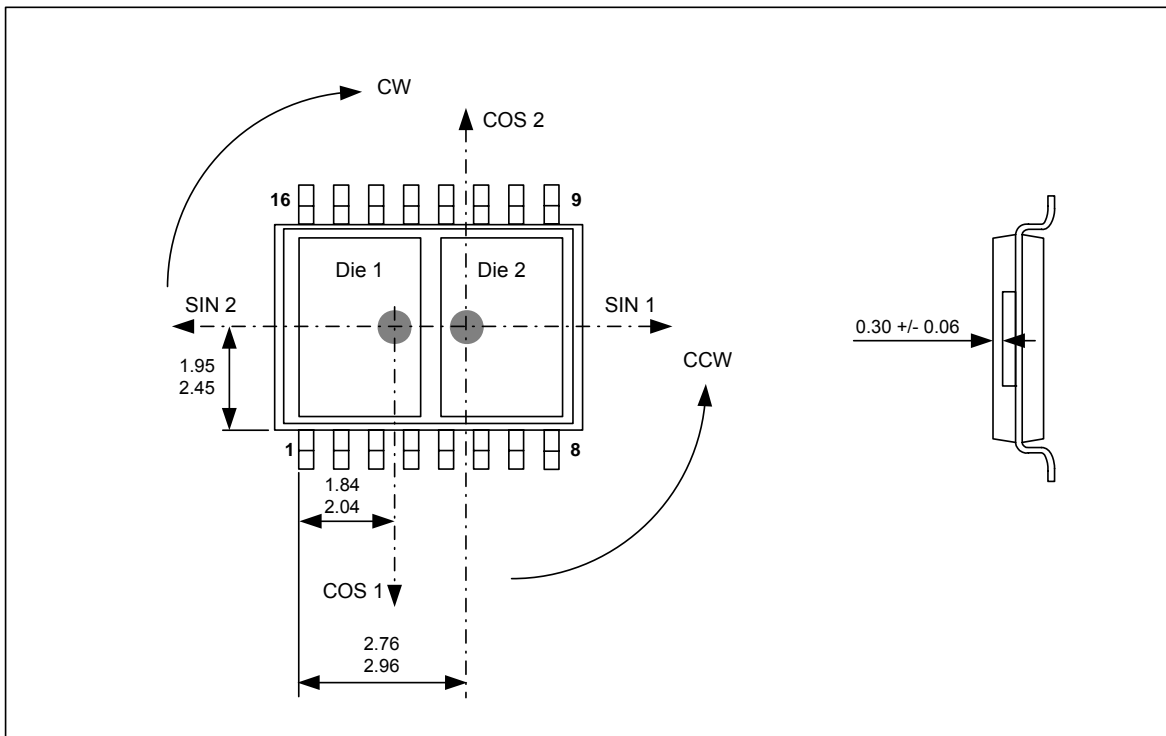 CW
COS 2
16
9
Die 1
Die 2
SIN 2
SIN 1
0.30 +/- 0.06
1.95
2.45
CCW
1
8
1.84
2.04
COS 1
2.76
2.96